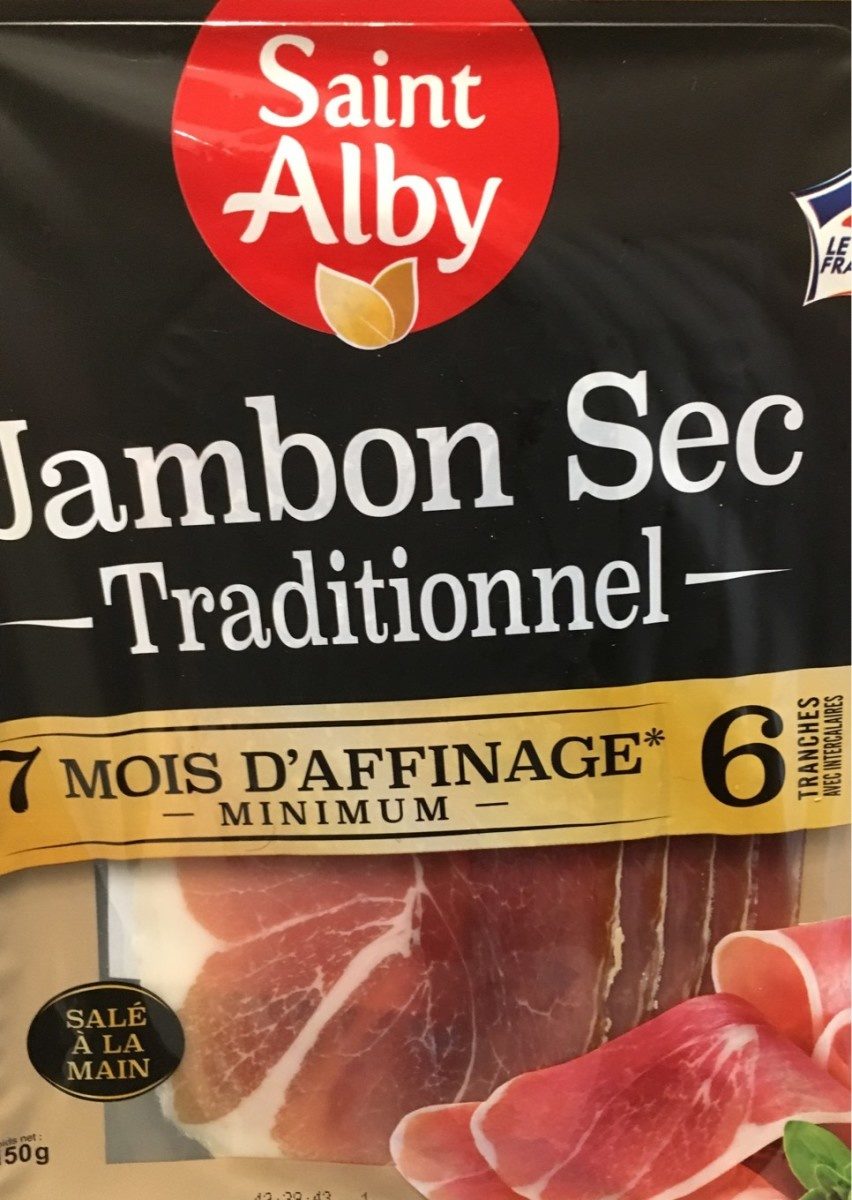 Saint
Alby
LE
FRA
Jambon Sec
Traditionnel
7 MOIS D'AFFINAGE*
MINIMUM
6
TRANCHES
AVEC INTERCALAIRES
SALÉ
À LA
MAIN
net :
150g